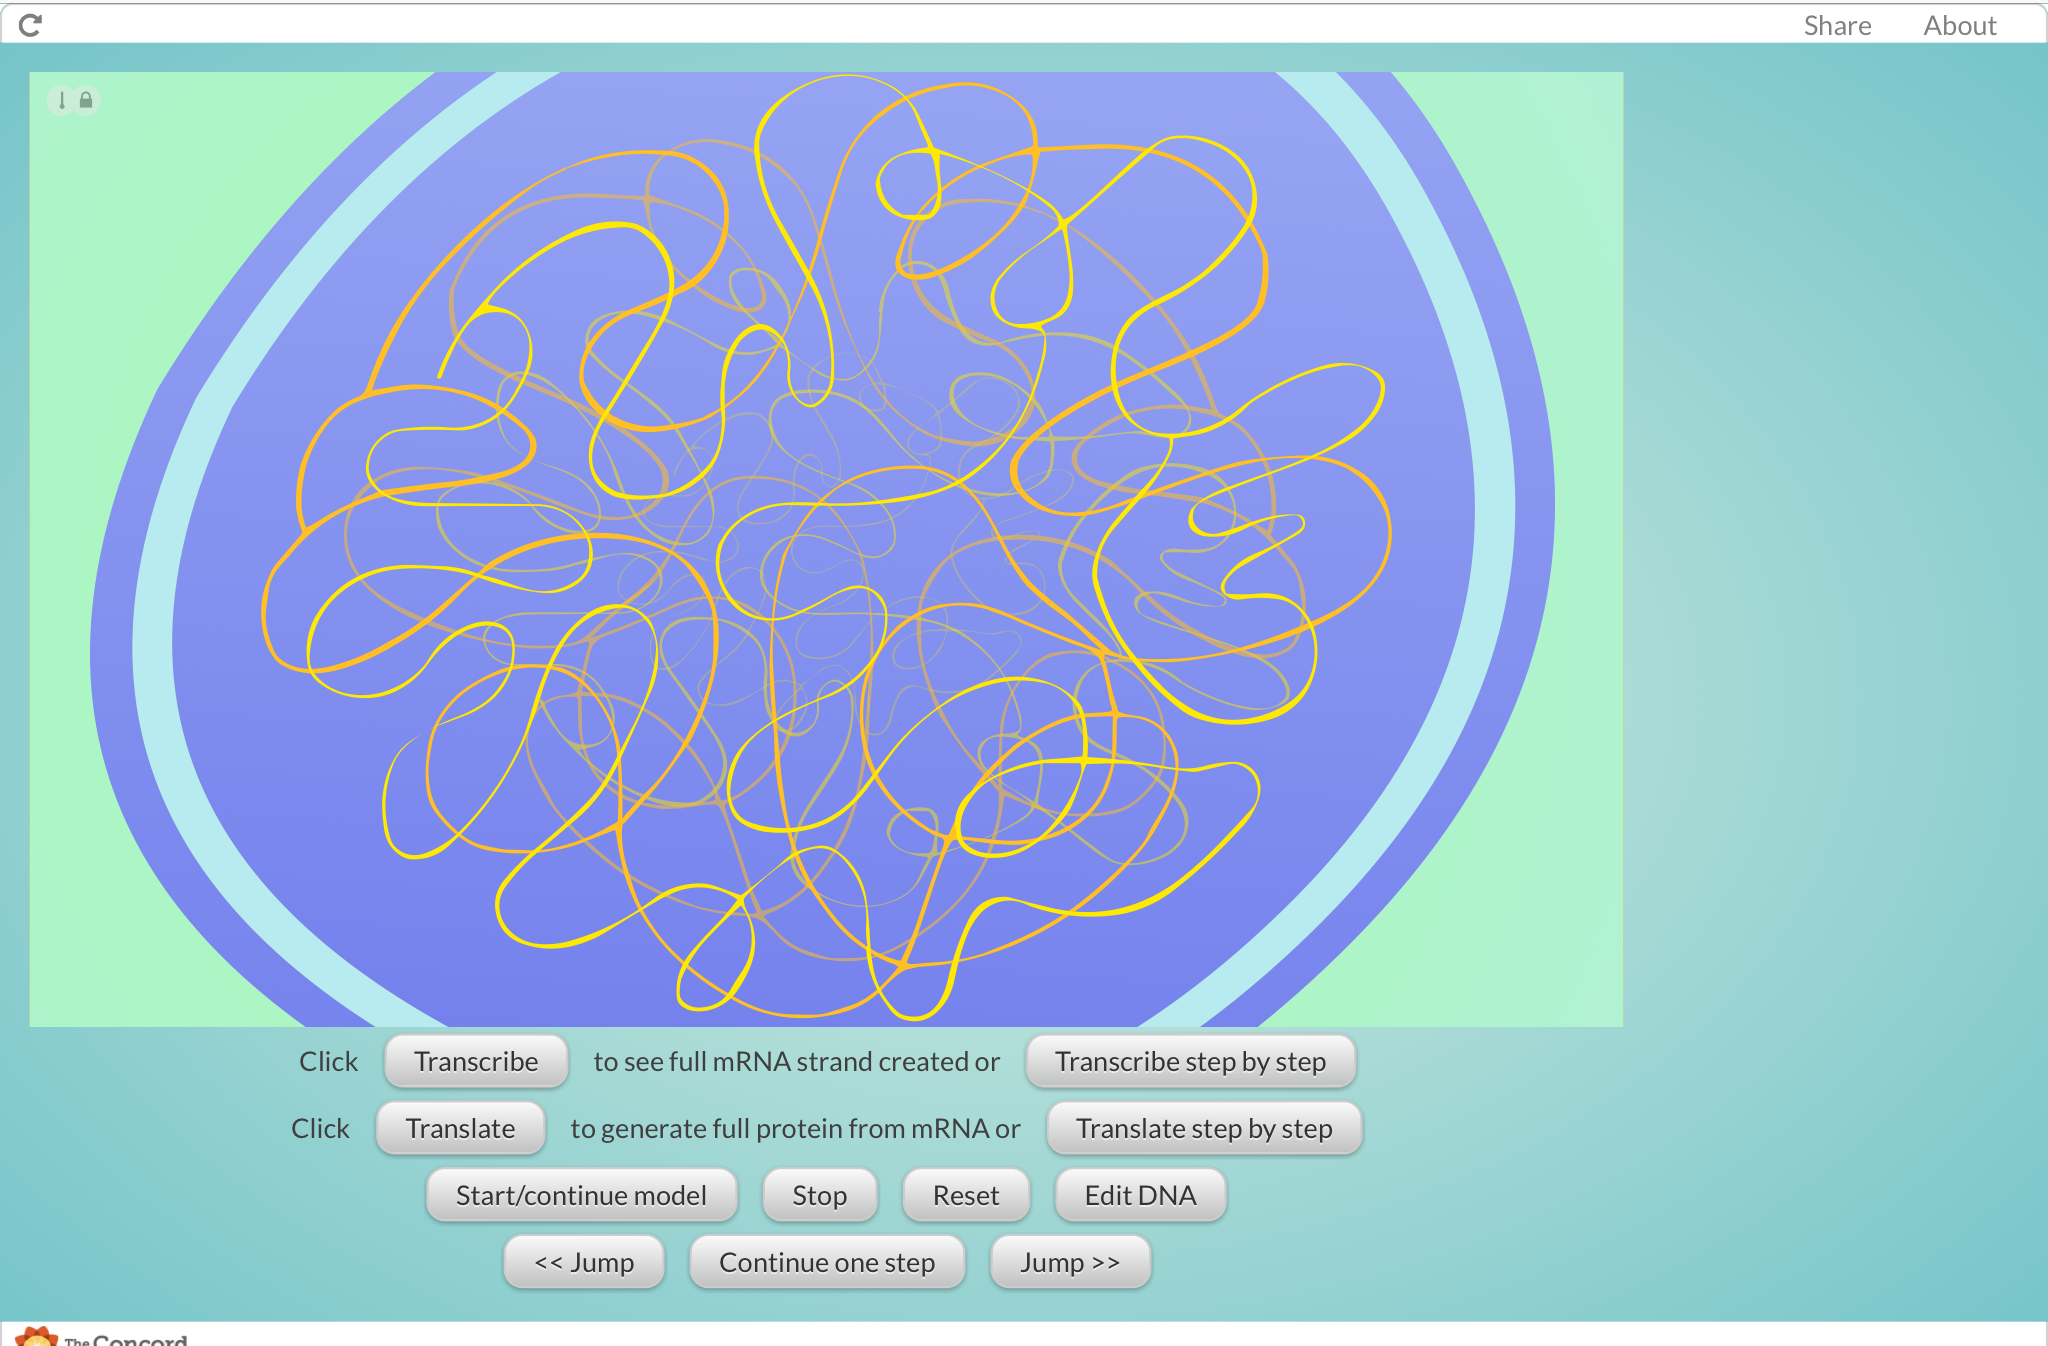 Share About
Click Transcribe to see full mRNA strand created or Transcribe step by step
Click Translate to generate full protein from mRNA or Translate step by step
Start/continue model Stop Reset Edit DNA
<< Jump Continue one step Jump >>
The Concord